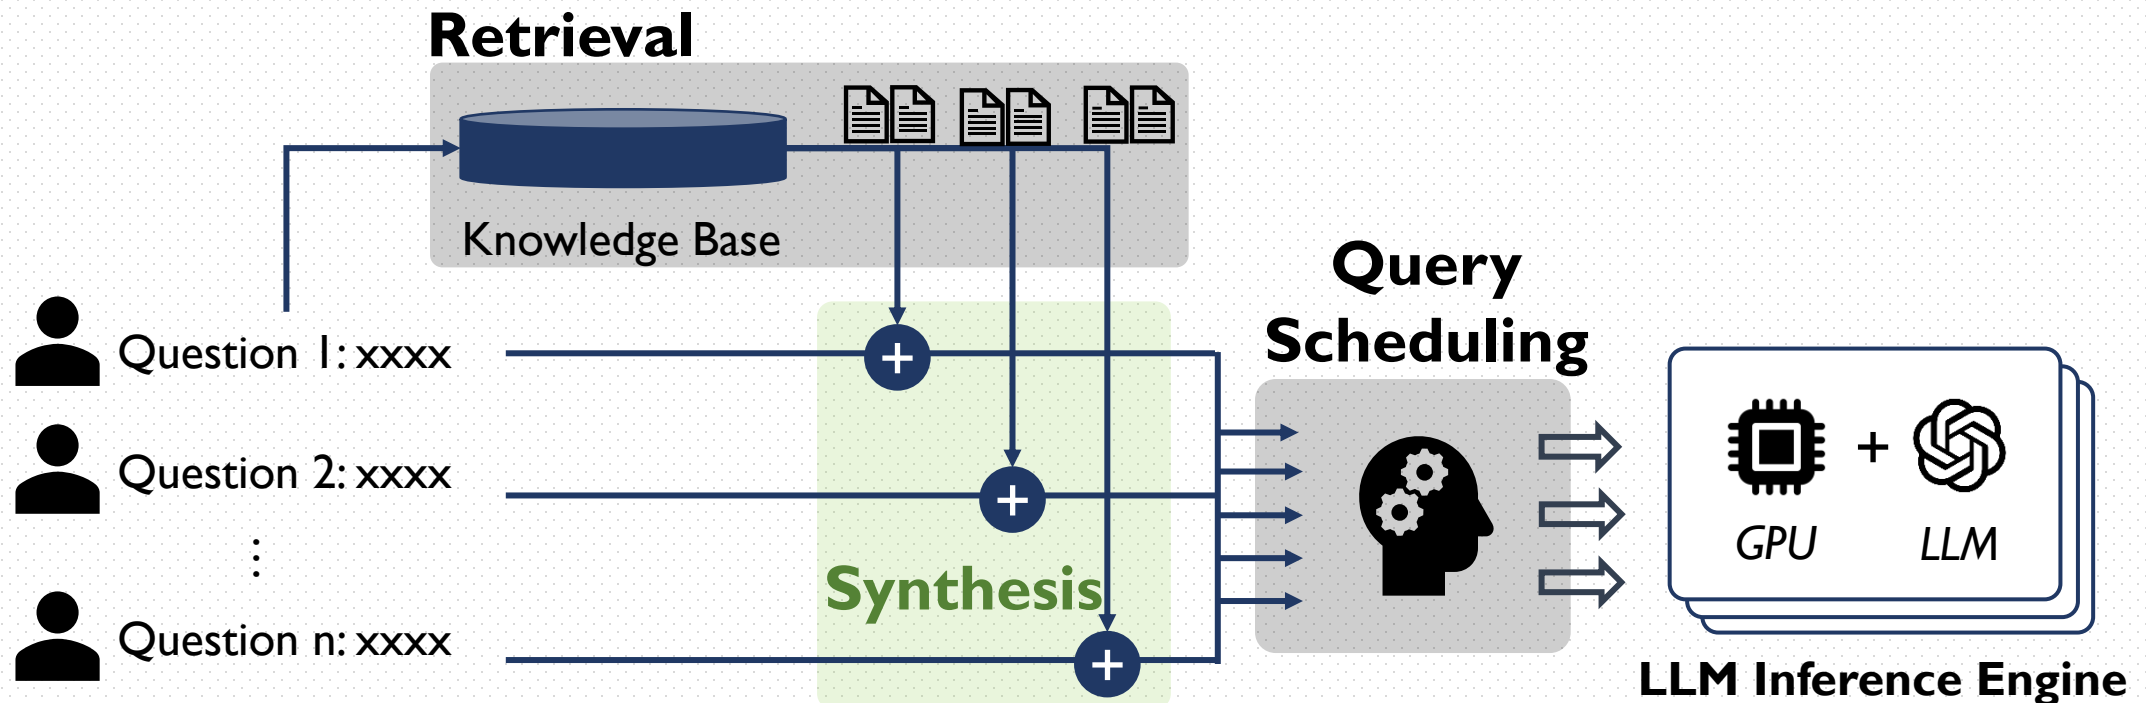 Retrieval
Knowledge Base
Query
Scheduling
Question 1: xxxx
Question 2: xxxx
⋮
Question n: xxxx
Synthesis
+
+
+
+
GPU
LLM
LLM Inference Engine